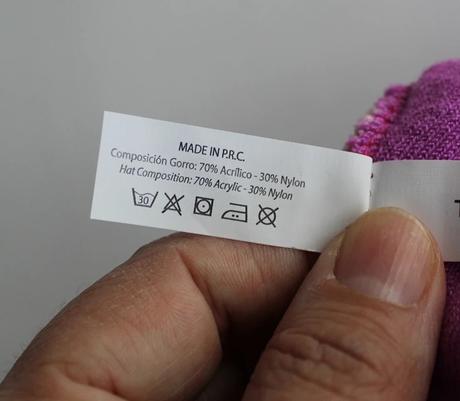 MADE IN P.R.C.
Composición Gorro: 70% Acrílico - 30% Nylon
Hat Composition: 70% Acrylic - 30% Nylon
30